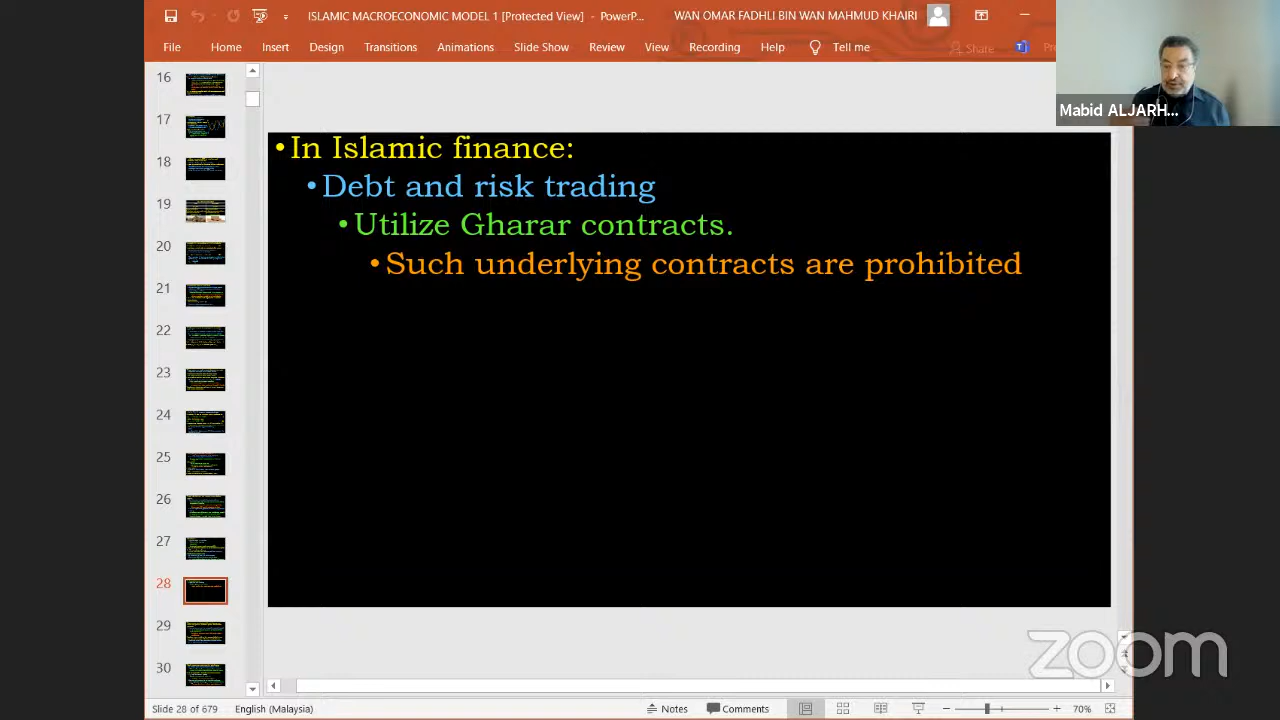 ISLAMIC MACROECONOMIC MODEL 1 [Protected View] - PowerP...
WAN OMAR FADHLI BIN WAN MAHMUD KHAIRI
File Home Insert Design Transitions Animations Slide Show Review View Recording Help Tell me Share
Mabid ALJARH...
16
17
18
19
20
21
22
23
24
25
26
27
28
29
30
• In Islamic finance:
• Debt and risk trading
• Utilize Gharar contracts.
• Such underlying contracts are prohibited
zoom
Slide 28 of 679 English (Malaysia) Notes Comments 70%